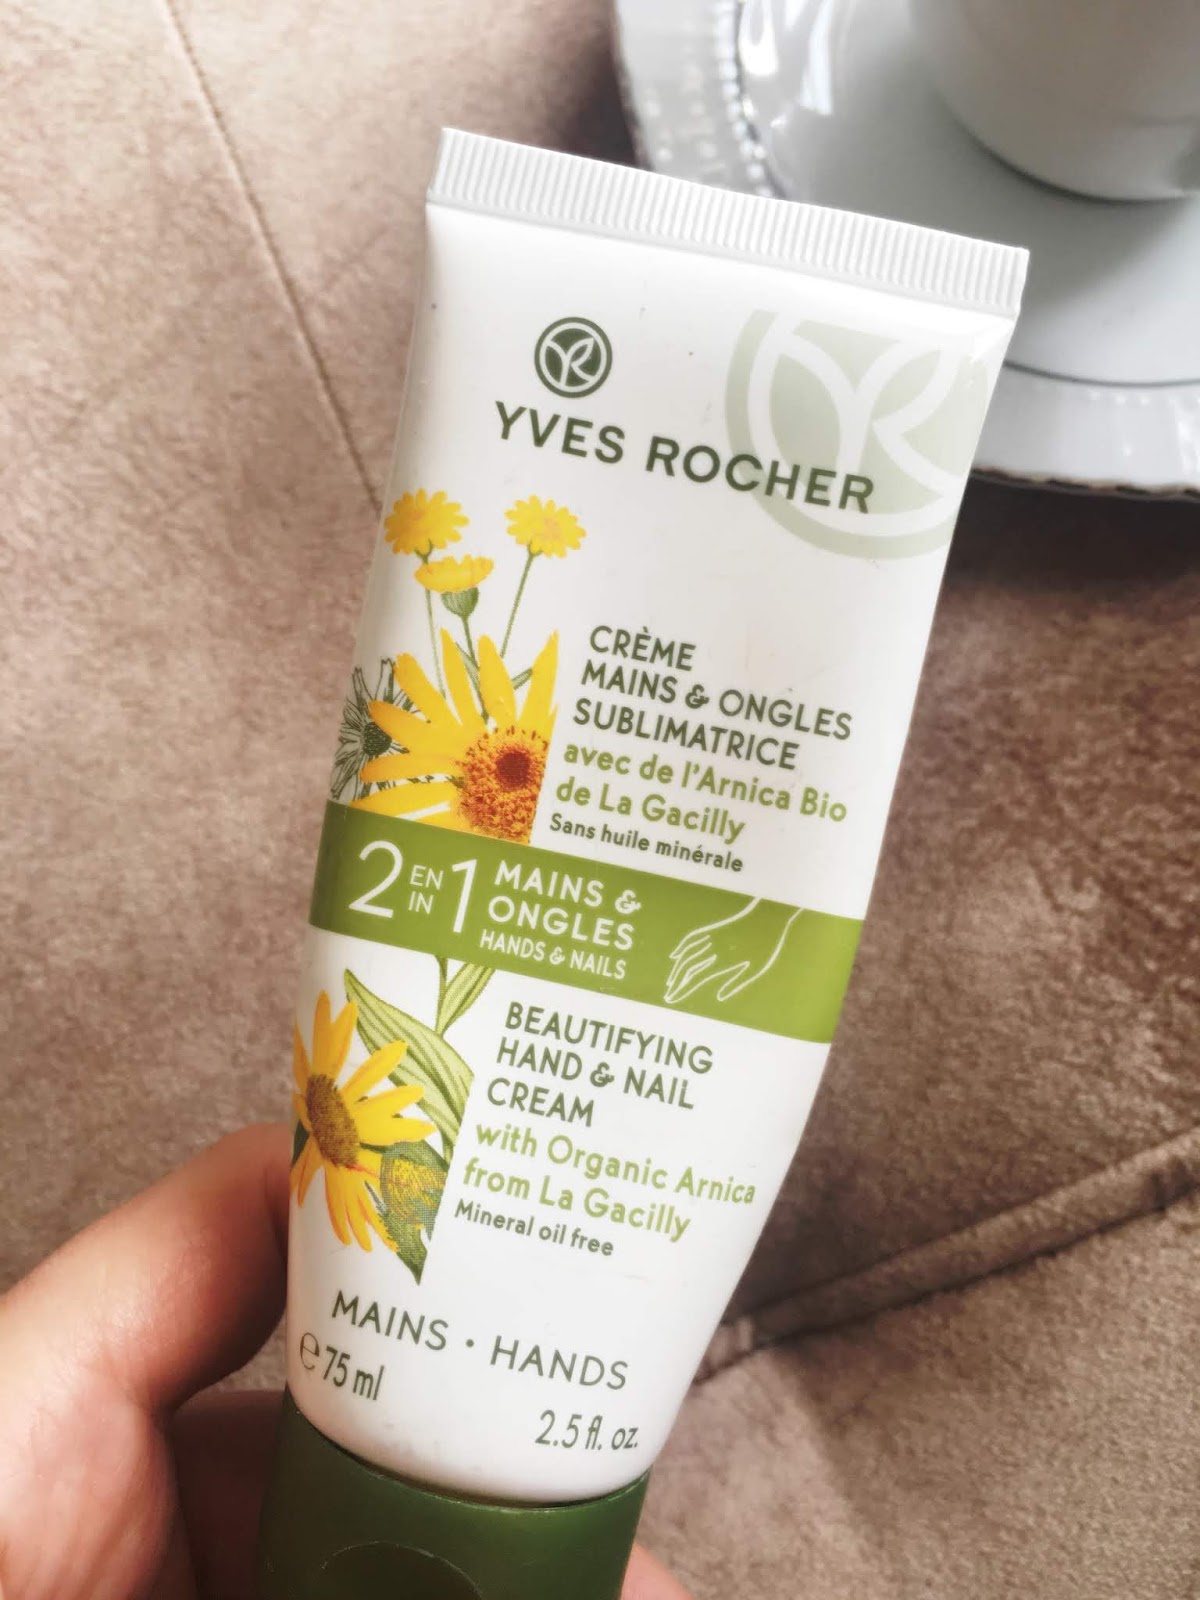 YR
YVES ROCHER
CRÈME
MAINS & ONGLES
SUBLIMATRICE
avec de l'Arnica Bio
de La Gacilly
Sans huile minérale
2 EN IN 1 MAINS &
ONGLES
HANDS & NAILS
BEAUTIFYING
HAND & NAIL
CREAM
with Organic Arnica
from La Gacilly
Mineral oil free
MAINS · HANDS
℮ 75 ml
2.5 fl. oz.